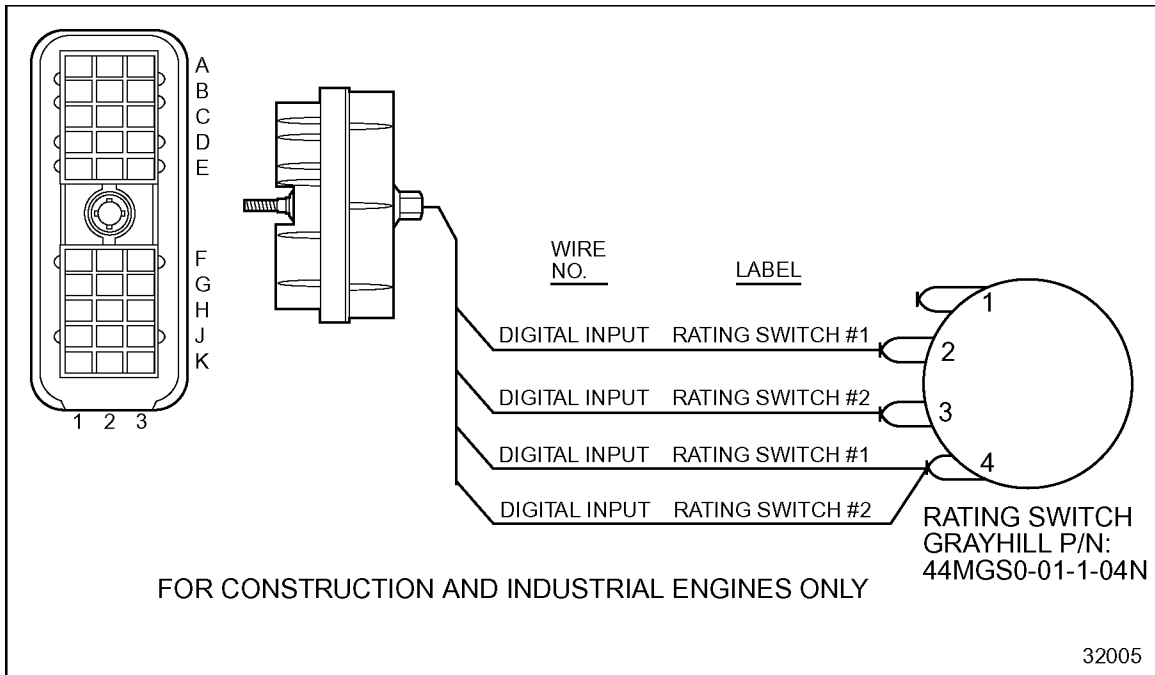 A
B
C
D
E
F
G
H
J
K
1 2 3
WIRE
NO.
LABEL
DIGITAL INPUT RATING SWITCH #1
DIGITAL INPUT RATING SWITCH #2
DIGITAL INPUT RATING SWITCH #1
DIGITAL INPUT RATING SWITCH #2
1
2
3
4
RATING SWITCH
GRAYHILL P/N:
44MGS0-01-1-04N
FOR CONSTRUCTION AND INDUSTRIAL ENGINES ONLY
32005